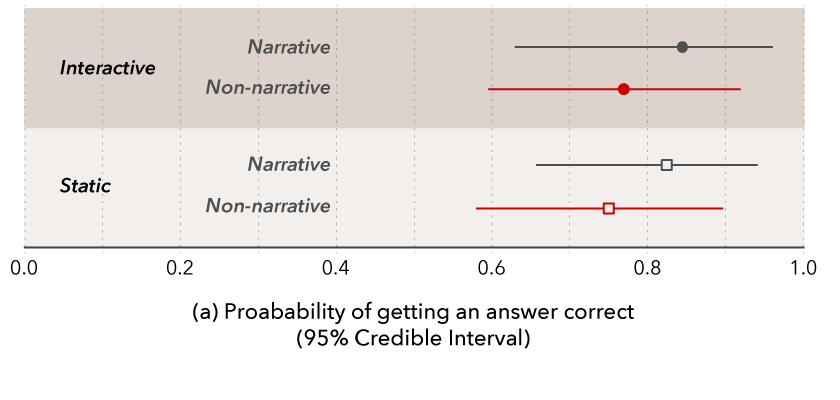 Narrative
Interactive
Non-narrative
Narrative
Static
Non-narrative
0.0 0.2 0.4 0.6 0.8 1.0
(a) Proabability of getting an answer correct
(95% Credible Interval)